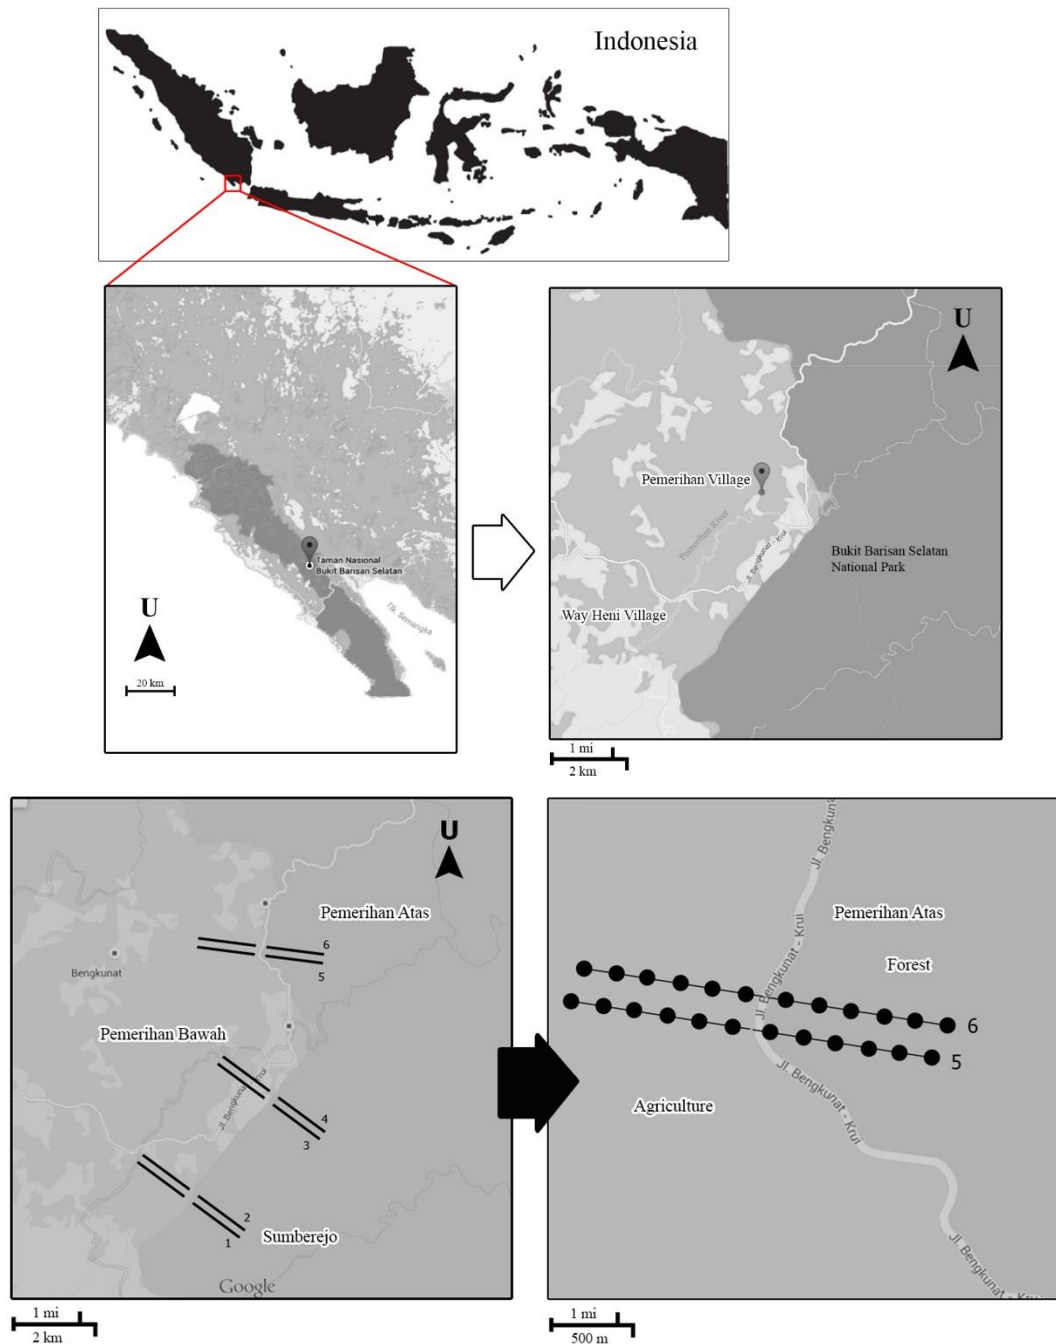 Indonesia
Taman Nasional
Bukit Barisan Selatan
Tlk. Semangka
U
20 km
U
Pemerihan Village
Pemerihan River
Jl. Bengkunat - Krui
Bukit Barisan Selatan
National Park
Way Heni Village
1 mi
2 km
U
Pemerihan Atas
6
5
Bengkunat
Pemerihan Bawah
Jl. Bengkunat - Krui
4
3
2
1
Sumberejo
Google
1 mi
2 km
Jl. Bengkunat
Pemerihan Atas
Jl. Bengkunat - Krui
Forest
6
5
Jl. Bengkunat - Krui
Agriculture
Jl. Bengkunat - Krui
1 mi
500 m